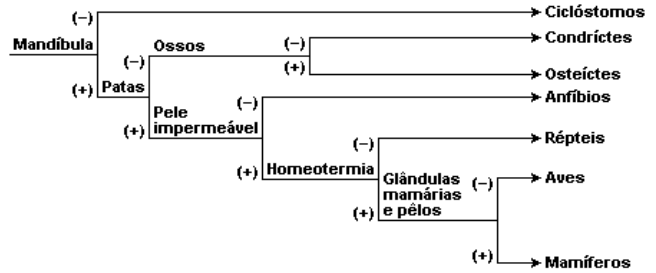 (–)
Ciclóstomos
Mandíbula
Ossos
(–)
Condríctes
(–)
(+)
Patas
(+)
Osteíctes
(–)
Anfíbios
Pele
impermeável
(+)
(–)
Répteis
(+)
Homeotermia
Glândulas
mamárias
e pêlos
(–)
Aves
(+)
(+)
Mamíferos